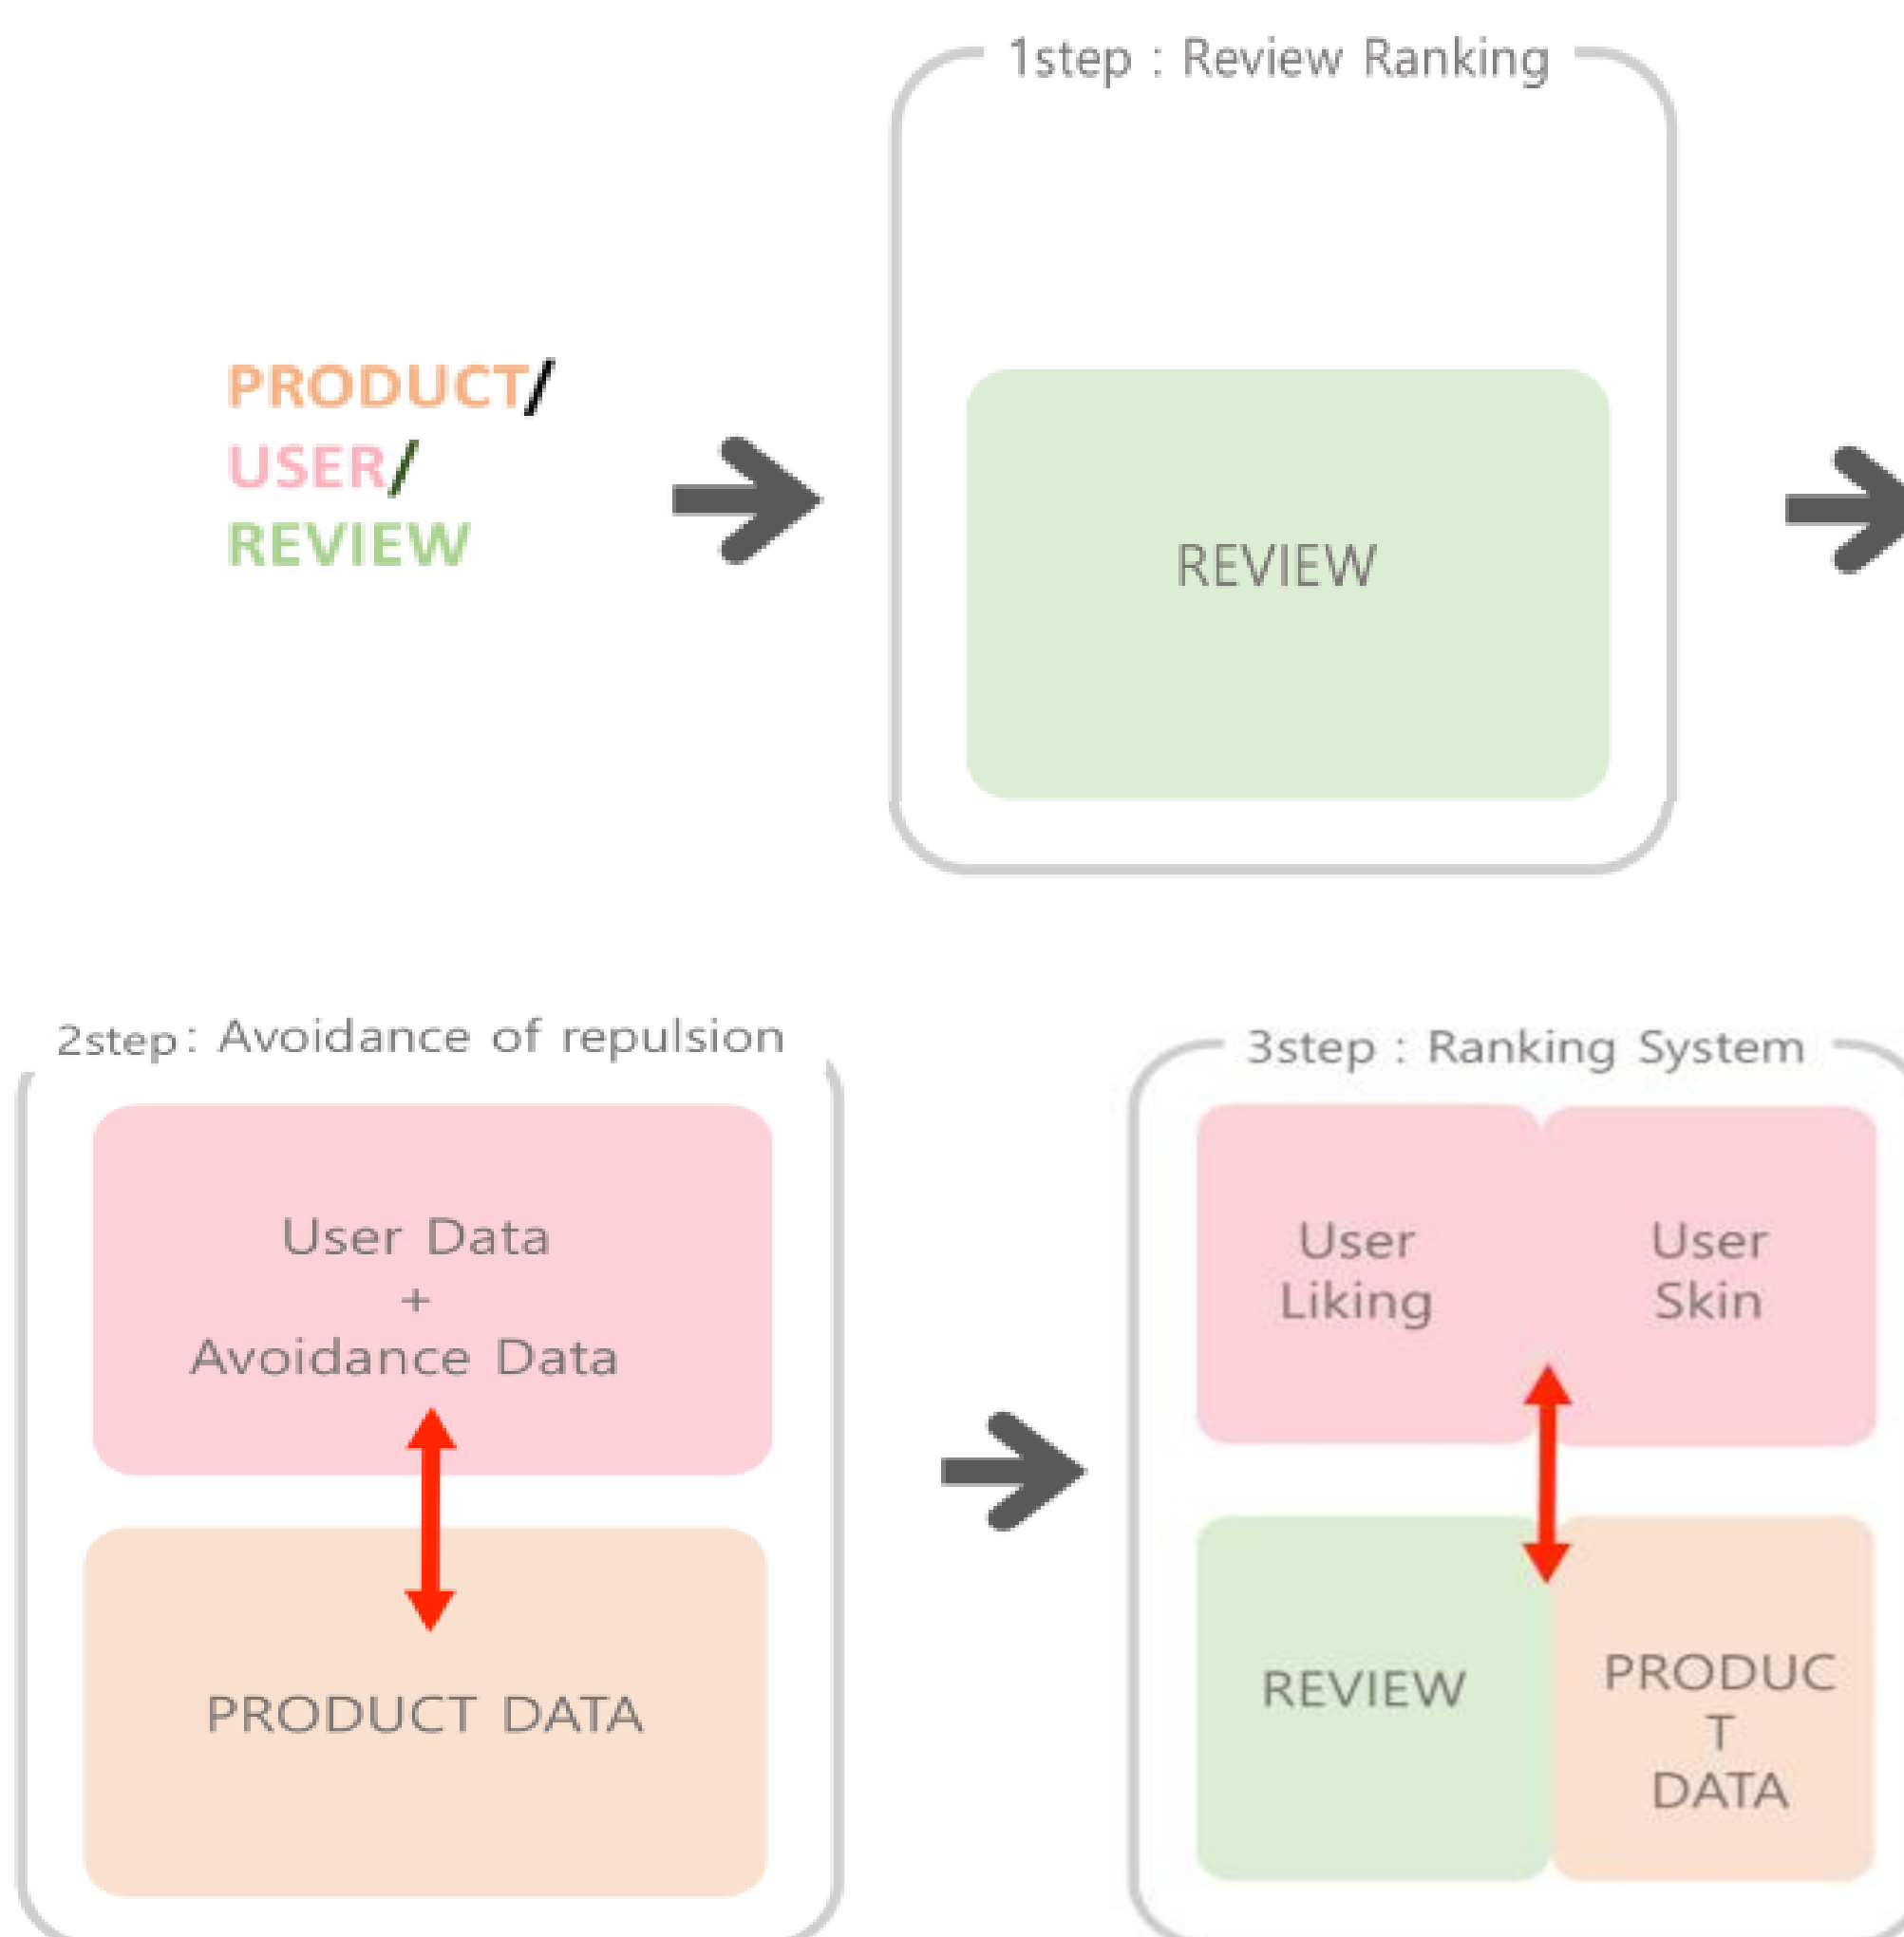 1step : Review Ranking
PRODUCT/
USER/
REVIEW
REVIEW
2step : Avoidance of repulsion
User Data
+
Avoidance Data
PRODUCT DATA
3step : Ranking System
User
Liking
User
Skin
REVIEW
PRODUC
T
DATA